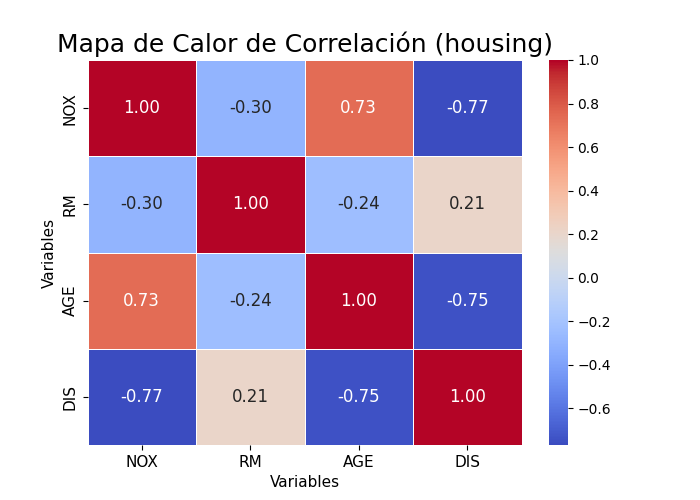 Mapa de Calor de Correlación (housing)
NOX 1.00 -0.30 0.73 -0.77
RM -0.30 1.00 -0.24 0.21
AGE 0.73 -0.24 1.00 -0.75
DIS -0.77 0.21 -0.75 1.00
NOX RM AGE DIS
Variables
Variables
1.0
0.8
0.6
0.4
0.2
0.0
−0.2
−0.4
−0.6